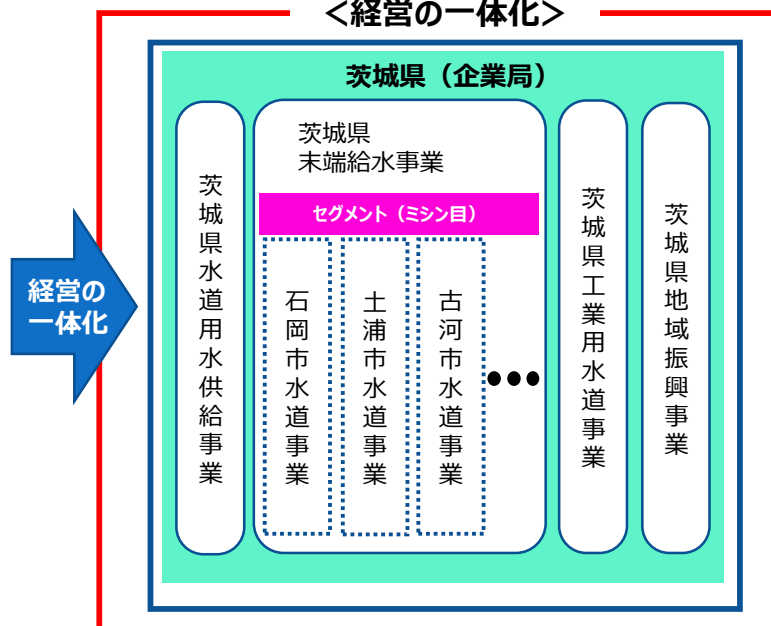 ＜経営の一体化＞
茨城県（企業局）
経営の
一体化
茨城県水道用水供給事業
茨城県
末端給水事業
セグメント（ミシン目）
石岡市水道事業
土浦市水道事業
古河市水道事業
●●●
茨城県工業用水道事業
茨城県地域振興事業